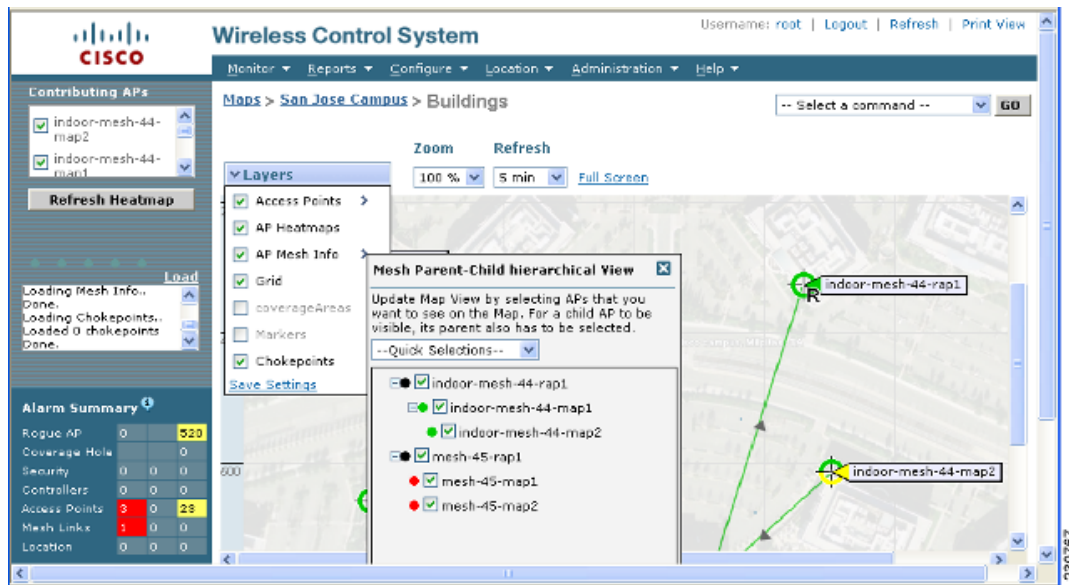 Username: root | Logout | Refresh | Print View
CISCO
Wireless Control System
Monitor Reports Configure Location Administration Help
Contributing APs
indoor-mesh-44-
map2
indoor-mesh-44-
map1
Refresh Heatmap
Maps > San Jose Campus > Buildings
-- Select a command --
GO
Zoom Refresh
100 % 5 min Full Screen
Layers
Access Points
AP Heatmaps
AP Mesh Info
Grid
coverageAreas
Markers
Chokepoints
Save Settings
Load
Loading Mesh Info..
Done.
Loading Chokepoints..
Loaded 0 chokepoints
Done.
Mesh Parent-Child hierarchical View
Update Map View by selecting APs that you
want to see on the Map. For a child AP to be
visible, its parent also has to be selected.
--Quick Selections--
indoor-mesh-44-rap1
indoor-mesh-44-map1
indoor-mesh-44-map2
mesh-45-rap1
mesh-45-map1
mesh-45-map2
R
indoor-mesh-44-rap1
indoor-mesh-44-map2
600
Alarm Summary
Rogue AP 0 520
Coverage Hole 0
Security 0 0 0
Controllers 0 0 0
Access Points 3 0 23
Mesh Links 1 0 0
Location 0 0 0